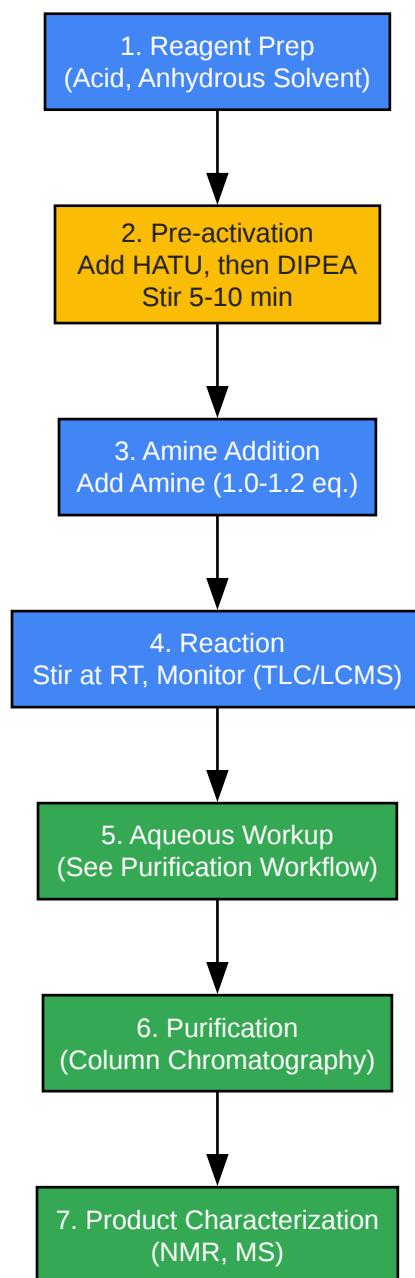 1. Reagent Prep
(Acid, Anhydrous Solvent)
2. Pre-activation
Add HATU, then DIPEA
Stir 5-10 min
3. Amine Addition
Add Amine (1.0-1.2 eq.)
4. Reaction
Stir at RT, Monitor (TLC/LCMS)
5. Aqueous Workup
(See Purification Workflow)
6. Purification
(Column Chromatography)
7. Product Characterization
(NMR, MS)